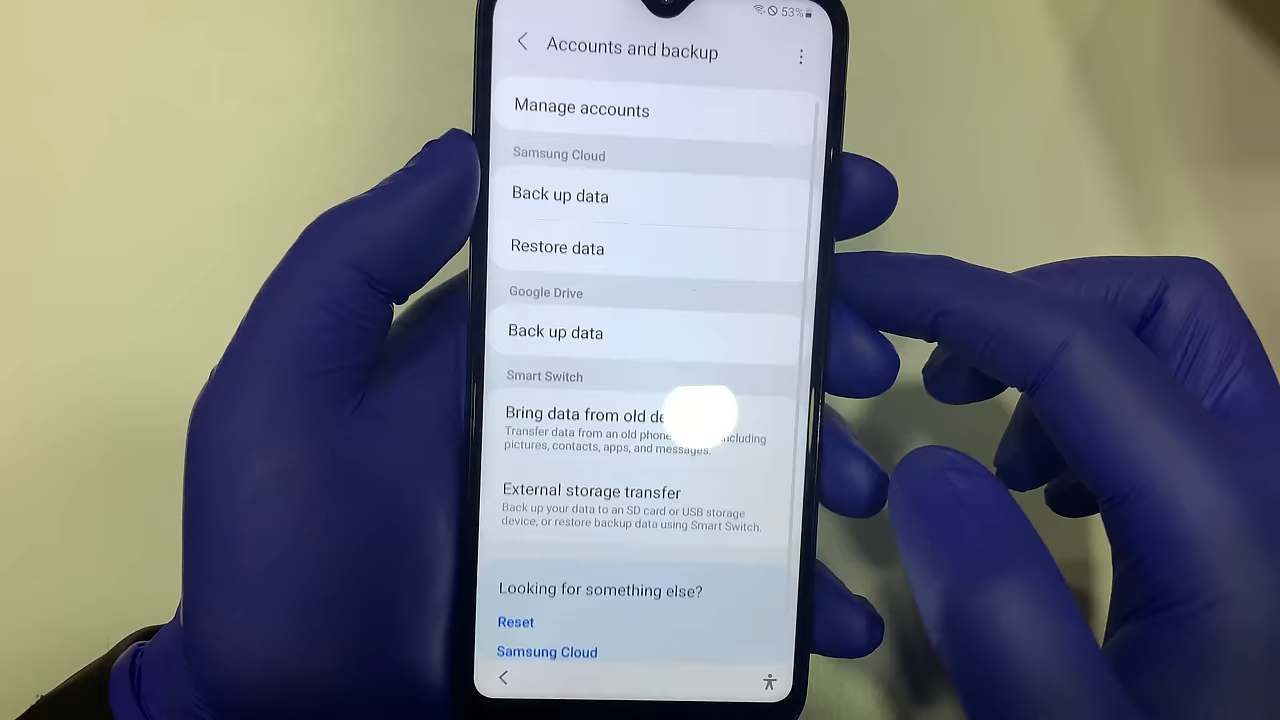 53%
Accounts and backup
Manage accounts
Samsung Cloud
Back up data
Restore data
Google Drive
Back up data
Smart Switch
Bring data from old
Transfer data from an old phone including
pictures, contacts, apps, and messages.
External storage transfer
Back up your data to an SD card or USB storage
device, or restore backup data using Smart Switch.
Looking for something else?
Reset
Samsung Cloud